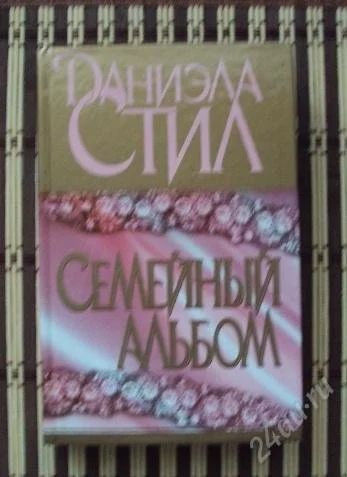 Даниэла
Стил
Семейный
альбом
24au.ru